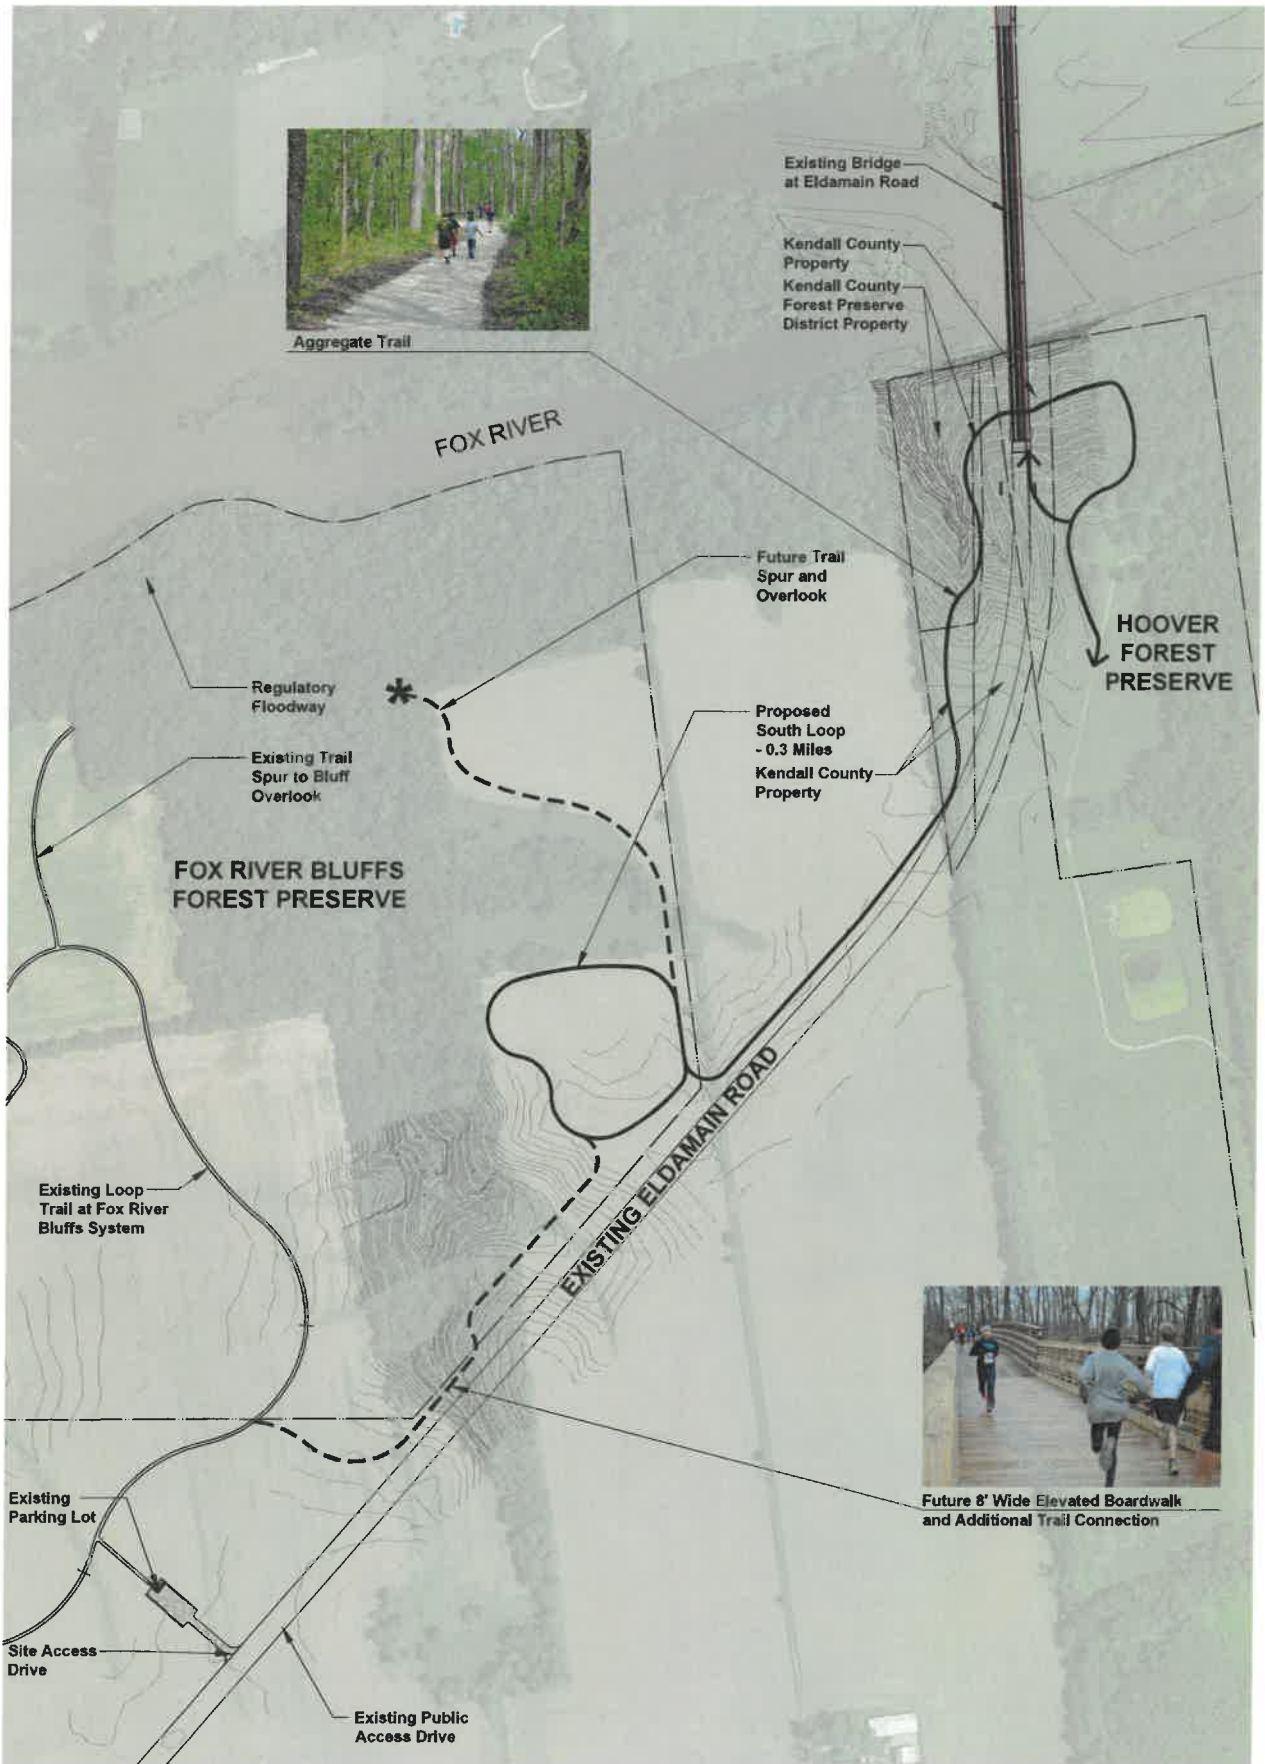 Existing Bridge
at Eldamain Road
Kendall County
Property
Kendall County
Forest Preserve
District Property
Aggregate Trail
FOX RIVER
Future Trail
Spur and
Overlook
HOOVER
FOREST
PRESERVE
Regulatory
Floodway
Existing Trail
Spur to Bluff
Overlook
Proposed
South Loop
- 0.3 Miles
Kendall County
Property
FOX RIVER BLUFFS
FOREST PRESERVE
EXISTING ELDAMAIN ROAD
Existing Loop
Trail at Fox River
Bluffs System
Existing
Parking Lot
Future 8' Wide Elevated Boardwalk
and Additional Trail Connection
Site Access
Drive
Existing Public
Access Drive